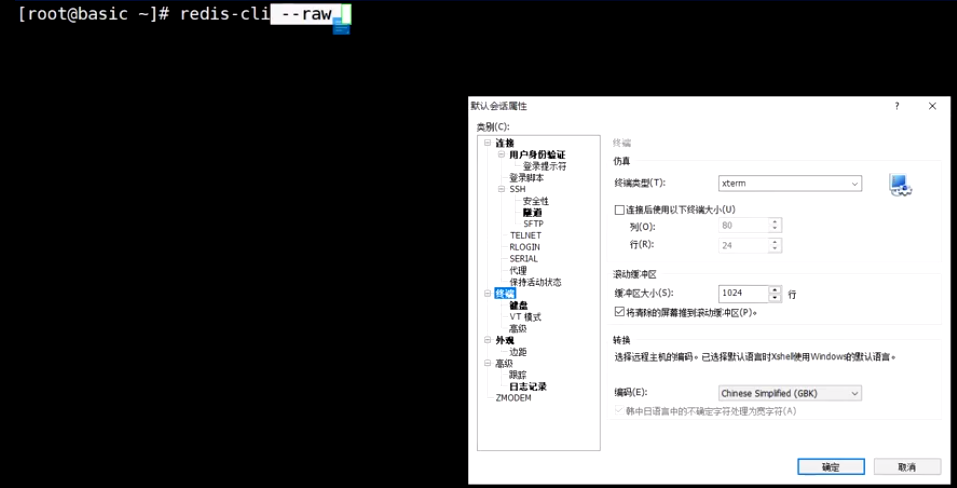 [root@basic ~]# redis-cli --raw
默认会话属性
类别(C):
连接
用户身份验证
登录提示符
登录脚本
SSH
安全性
隧道
SFTP
TELNET
RLOGIN
SERIAL
代理
保持活动状态
终端
键盘
VT 模式
高级
外观
边距
高级
跟踪
日志记录
ZMODEM
终端
仿真
终端类型(T): xterm
连接后使用以下终端大小(U)
列(O): 80
行(R): 24
滚动缓冲区
缓冲区大小(S): 1024 行
将清除的屏幕推到滚动缓冲区(P)。
转换
选择远程主机的编码。已选择默认语言时Xshell使用Windows的默认语言。
编码(E): Chinese Simplified (GBK)
韩中日语言中的不确定字符处理为宽字符(A)
确定 取消